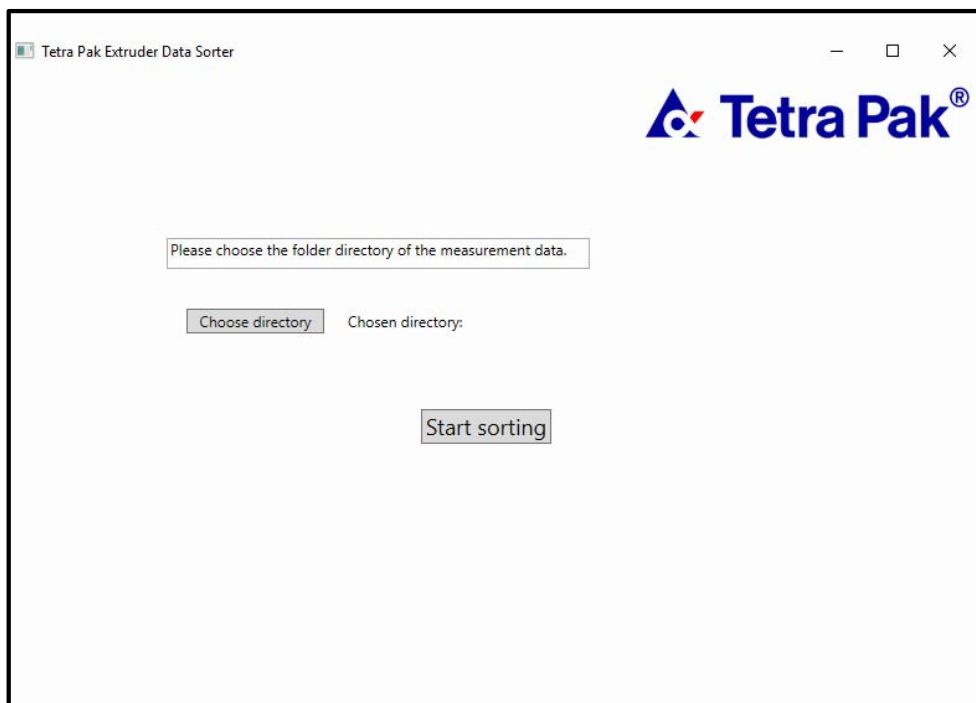 Tetra Pak Extruder Data Sorter
Tetra Pak®
Please choose the folder directory of the measurement data.
Choose directory
Chosen directory:
Start sorting